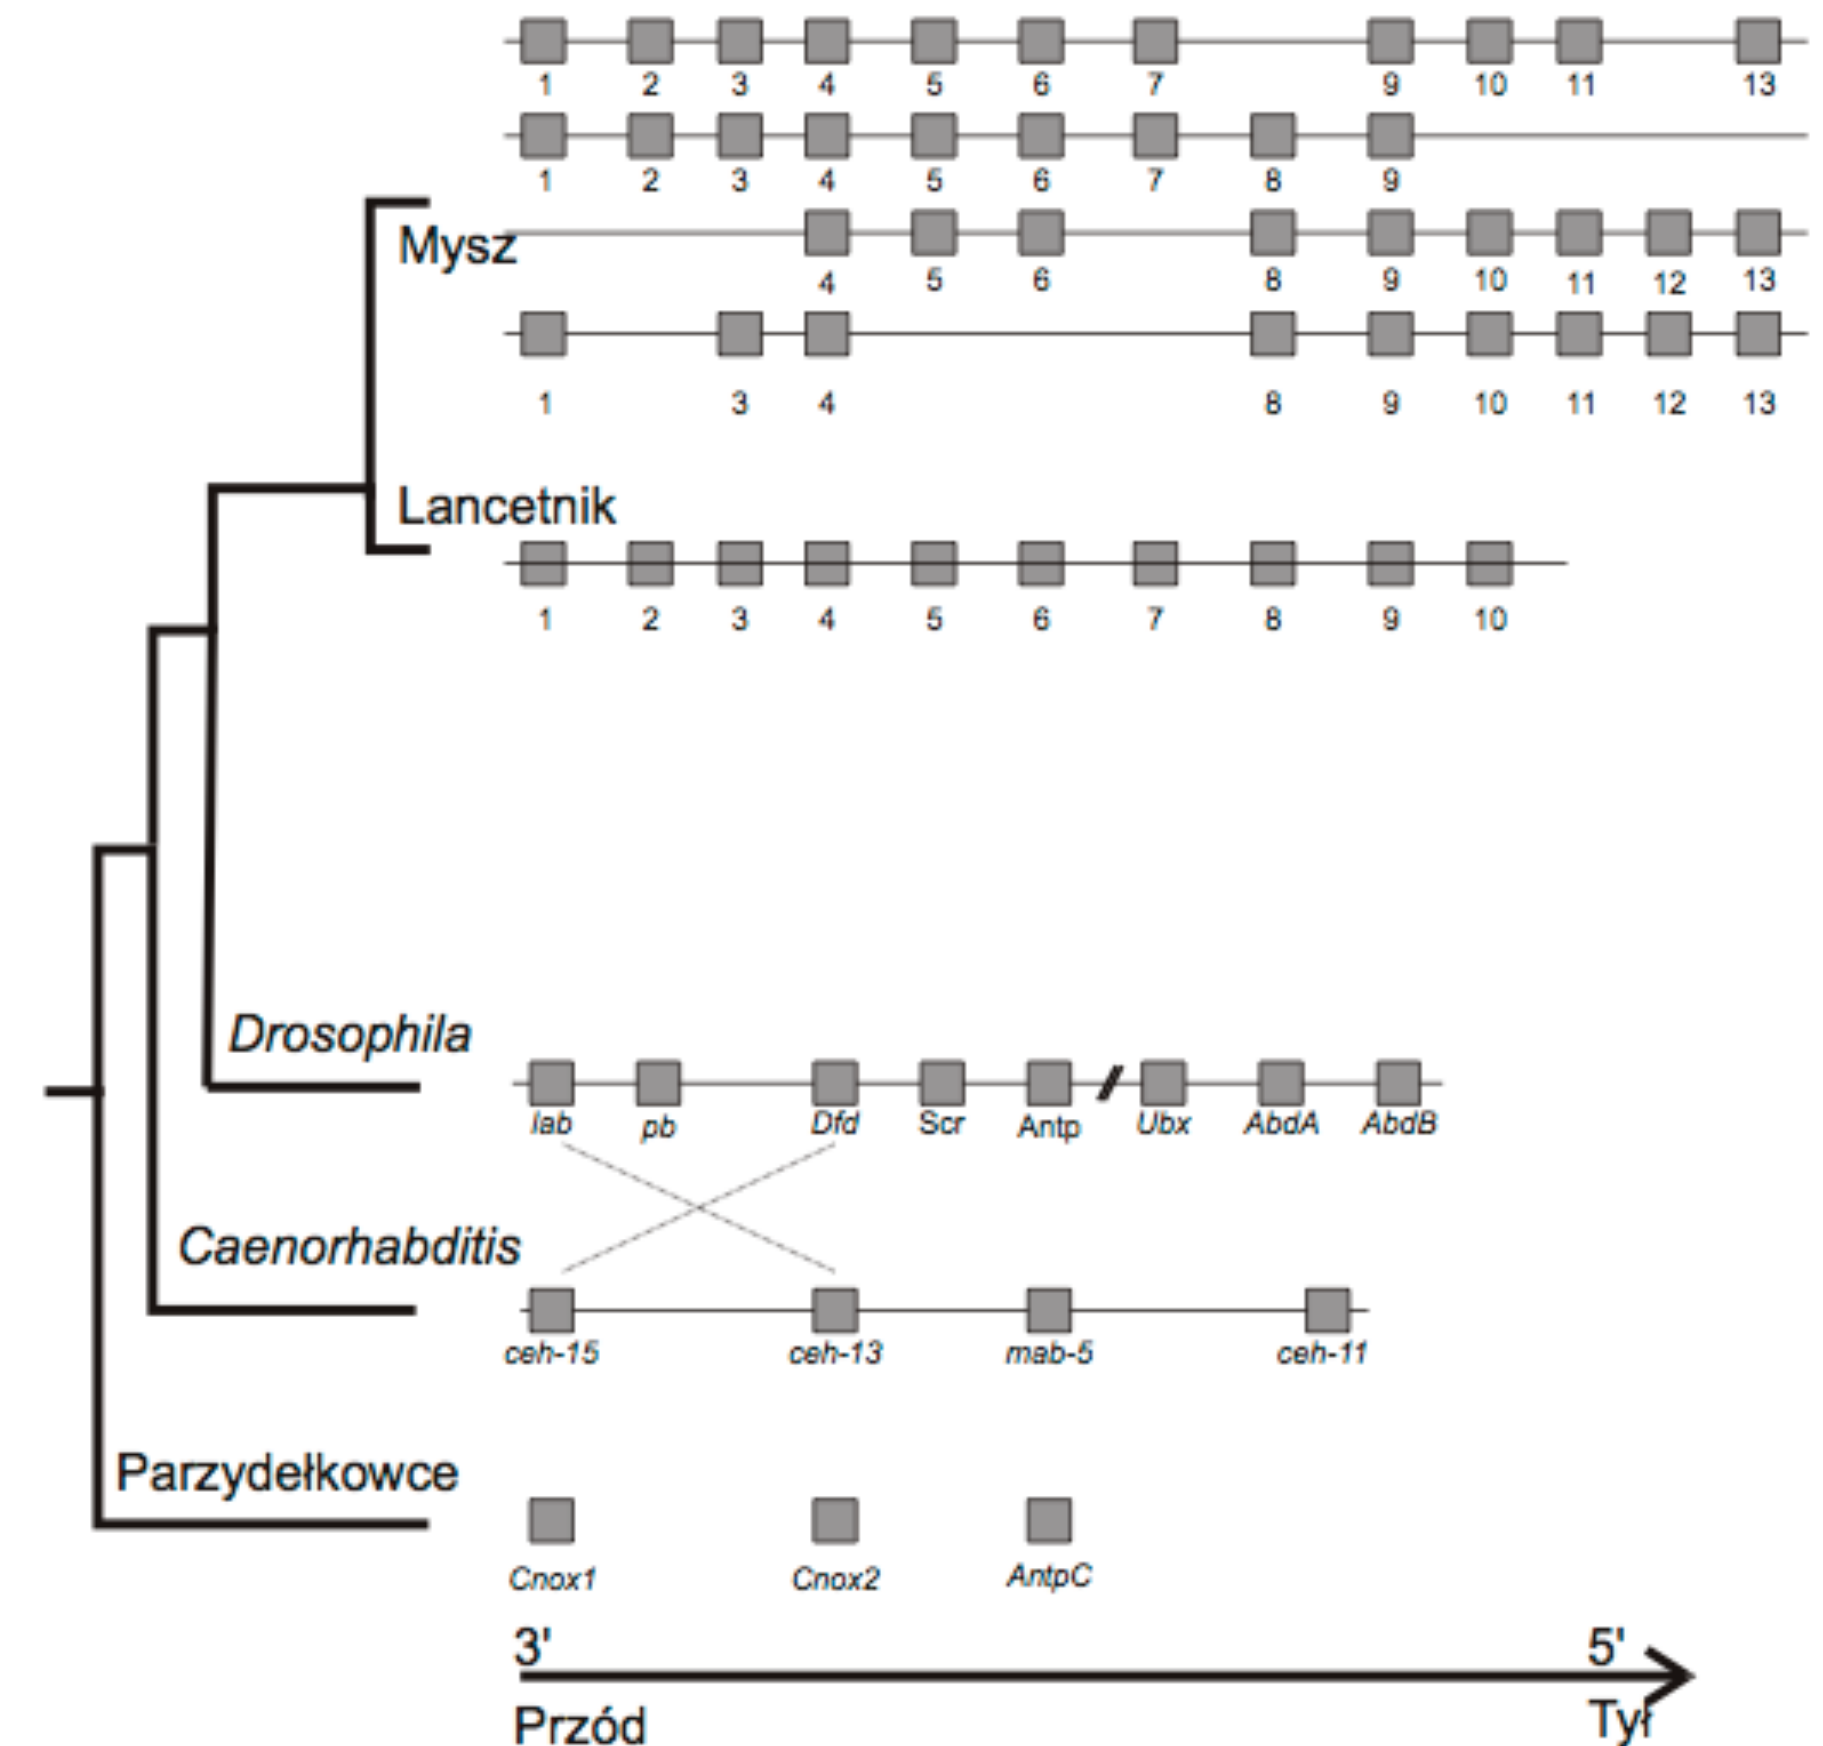 1 2 3 4 5 6 7 9 10 11 13
1 2 3 4 5 6 7 8 9
Mysz
4 5 6 8 9 10 11 12 13
1 3 4 8 9 10 11 12 13
Lancetnik
1 2 3 4 5 6 7 8 9 10
Drosophila
lab pb Dfd Scr Antp Ubx AbdA AbdB
Caenorhabditis
ceh-15 ceh-13 mab-5 ceh-11
Parzydełkowce
Cnox1 Cnox2 AntpC
3' 5'
Przód Tył